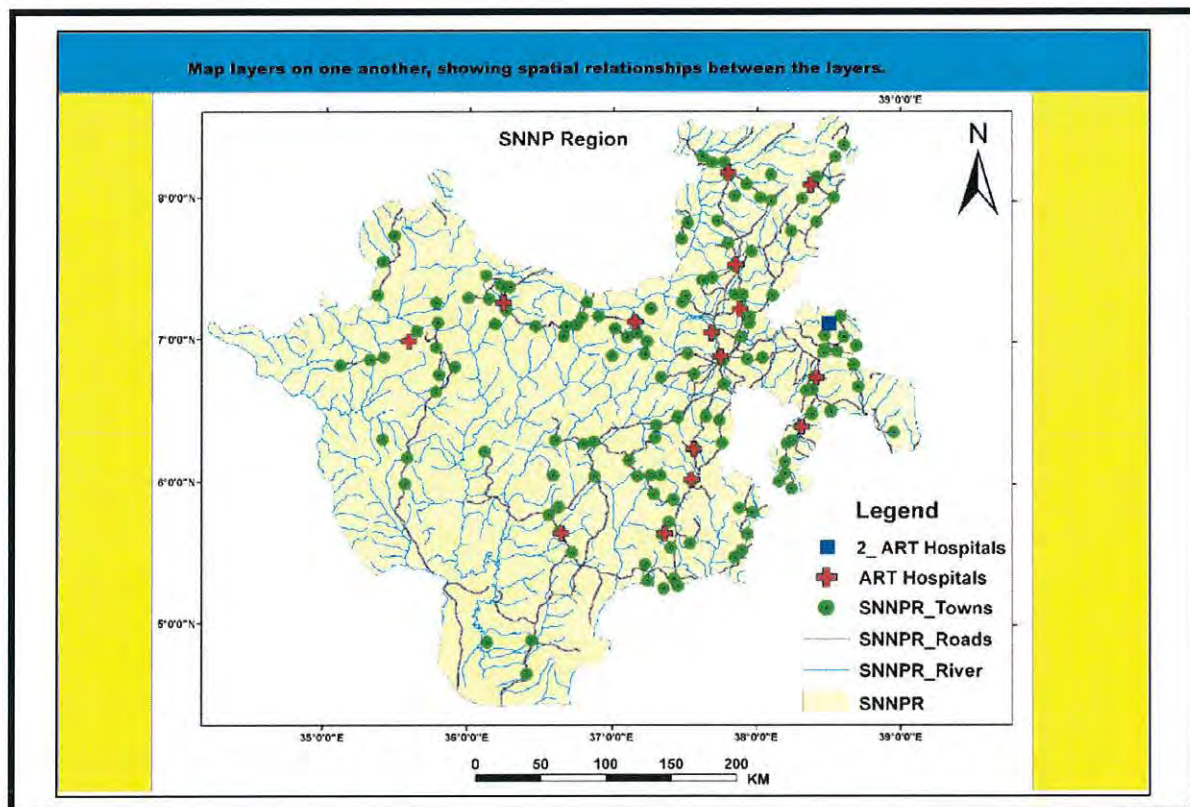 Map layers on one another, showing spatial relationships between the layers.
39°0'0"E
SNNP Region
N
8°0'0"N
7°0'0"N
6°0'0"N
5°0'0"N
Legend
2_ ART Hospitals
ART Hospitals
SNNPR_Towns
SNNPR_Roads
SNNPR_River
SNNPR
35°0'0"E 36°0'0"E 37°0'0"E 38°0'0"E 39°0'0"E
0 50 100 150 200
KM